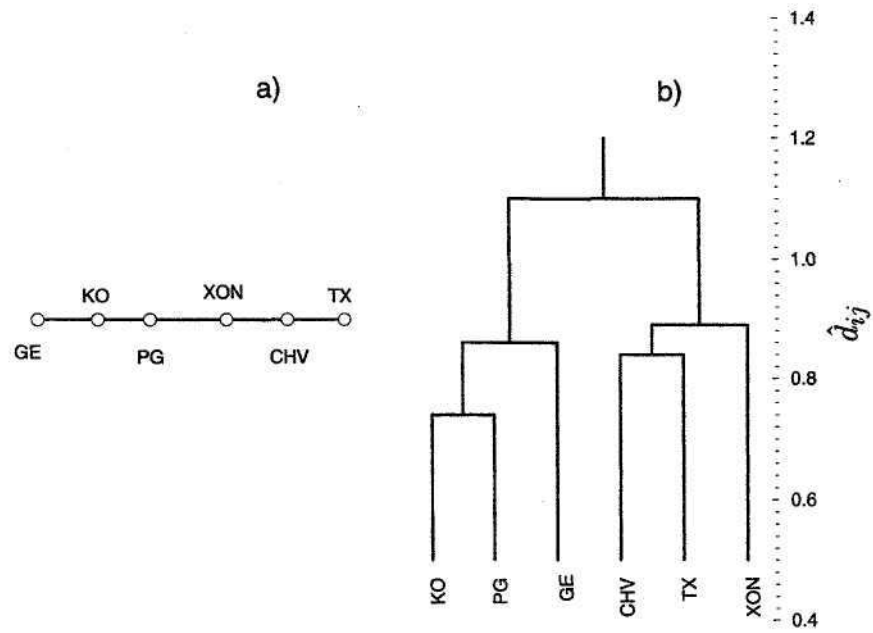 a)
KO
XON
TX
GE
PG
CHV
b)
KO
PG
GE
CHV
TX
XON
1.4
1.2
1.0
0.8
0.6
0.4
d̂ij